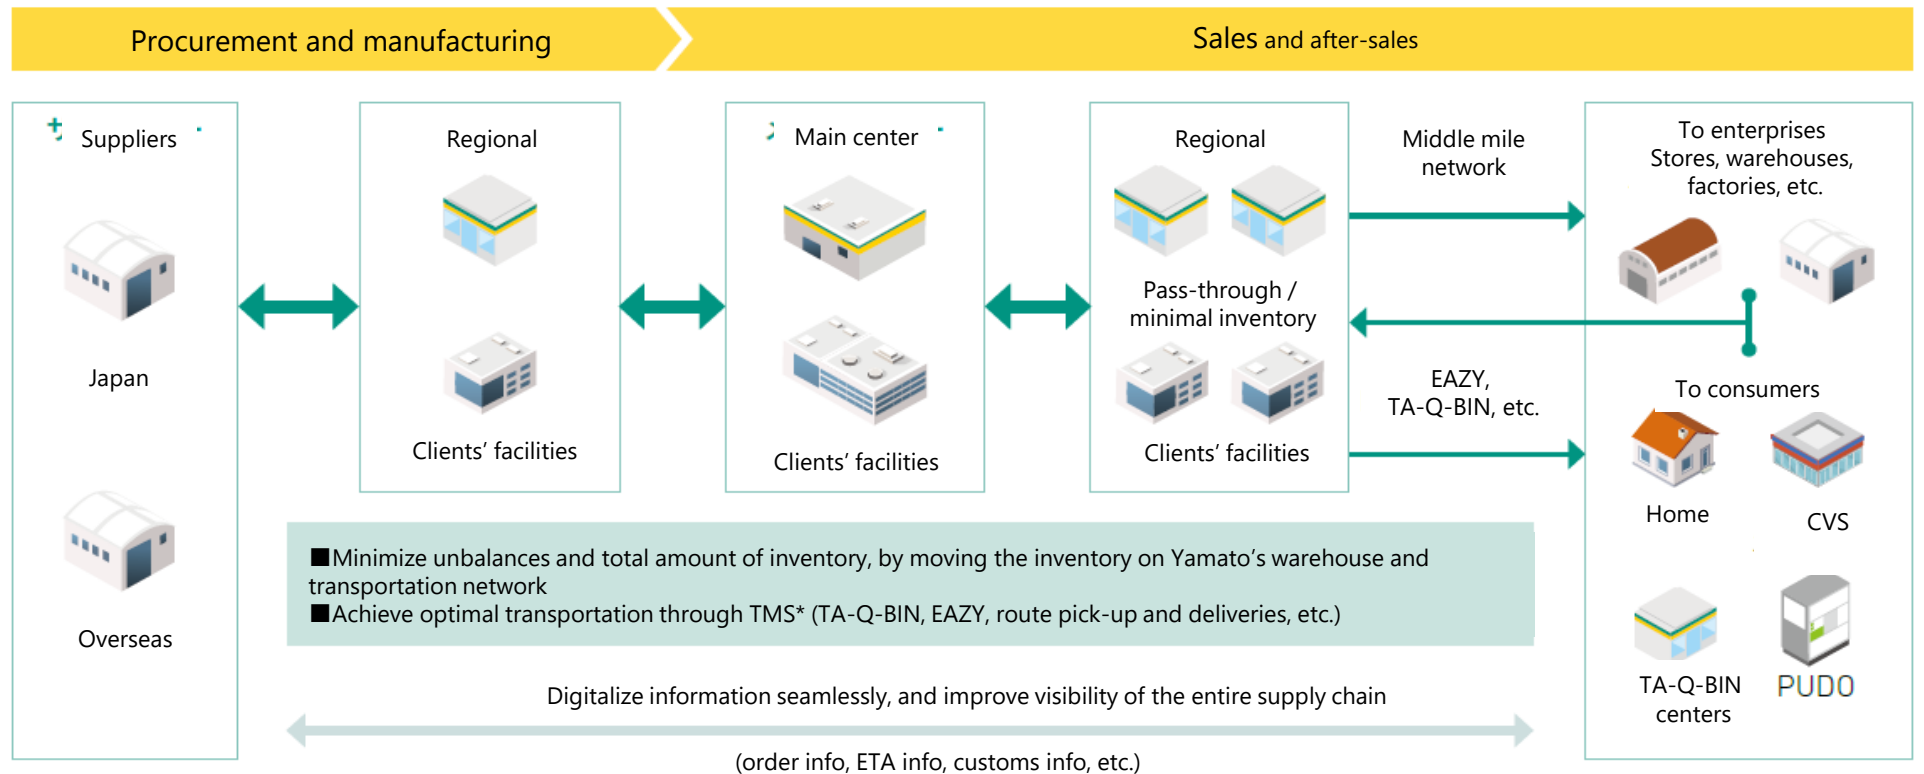 Procurement and manufacturing
Sales and after-sales
Suppliers
Japan
Overseas
Regional
Clients’ facilities
Main center
Clients’ facilities
Regional
Pass-through /
minimal inventory
Clients’ facilities
Middle mile
network
EAZY,
TA-Q-BIN, etc.
To enterprises
Stores, warehouses,
factories, etc.
To consumers
Home
CVS
TA-Q-BIN
centers
PUDO
■Minimize unbalances and total amount of inventory, by moving the inventory on Yamato’s warehouse and
transportation network
■Achieve optimal transportation through TMS* (TA-Q-BIN, EAZY, route pick-up and deliveries, etc.)
Digitalize information seamlessly, and improve visibility of the entire supply chain
(order info, ETA info, customs info, etc.)